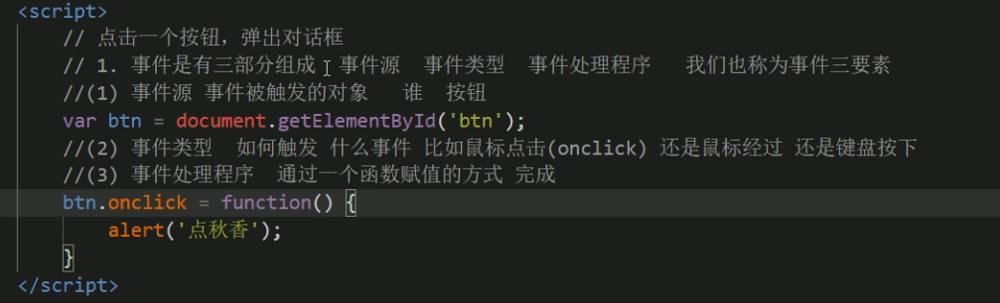 <script>
// 点击一个按钮，弹出对话框
// 1. 事件是有三部分组成 事件源 事件类型 事件处理程序 我们也称为事件三要素
//(1) 事件源 事件被触发的对象 谁 按钮
var btn = document.getElementById('btn');
//(2) 事件类型 如何触发 什么事件 比如鼠标点击(onclick) 还是鼠标经过 还是键盘按下
//(3) 事件处理程序 通过一个函数赋值的方式 完成
btn.onclick = function() {
alert('点秋香');
}
</script>